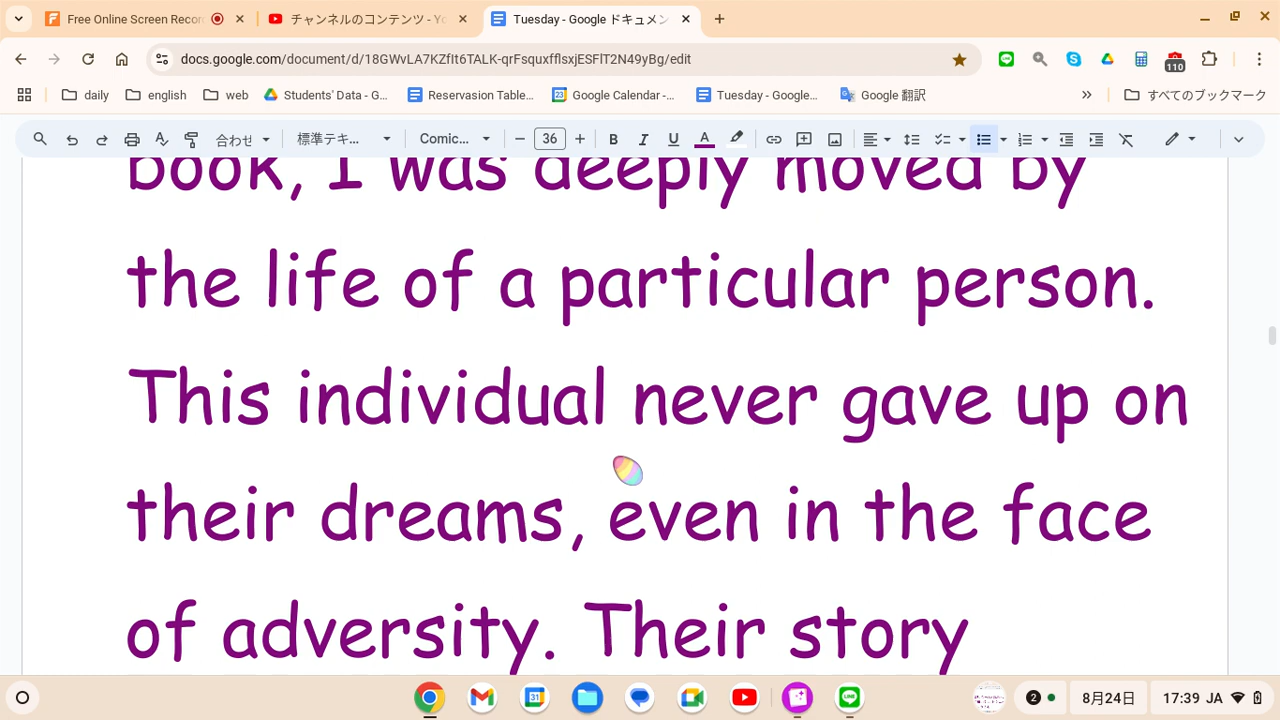 Free Online Screen Recor
チャンネルのコンテンツ - Yo
Tuesday - Google ドキュメン
docs.google.com/document/d/18GWvLA7KZfIt6TALK-qrFsquxfflsxjESFlT2N49yBg/edit
110
daily
english
web
Students' Data - G...
Reservasion Table...
Google Calendar -...
Tuesday - Google...
Google 翻訳
すべてのブックマーク
合わせ
標準テキ...
Comic...
36
book, I was deeply moved by
the life of a particular person.
This individual never gave up on
their dreams, even in the face
of adversity. Their story
2
8月24日
17:39 JA